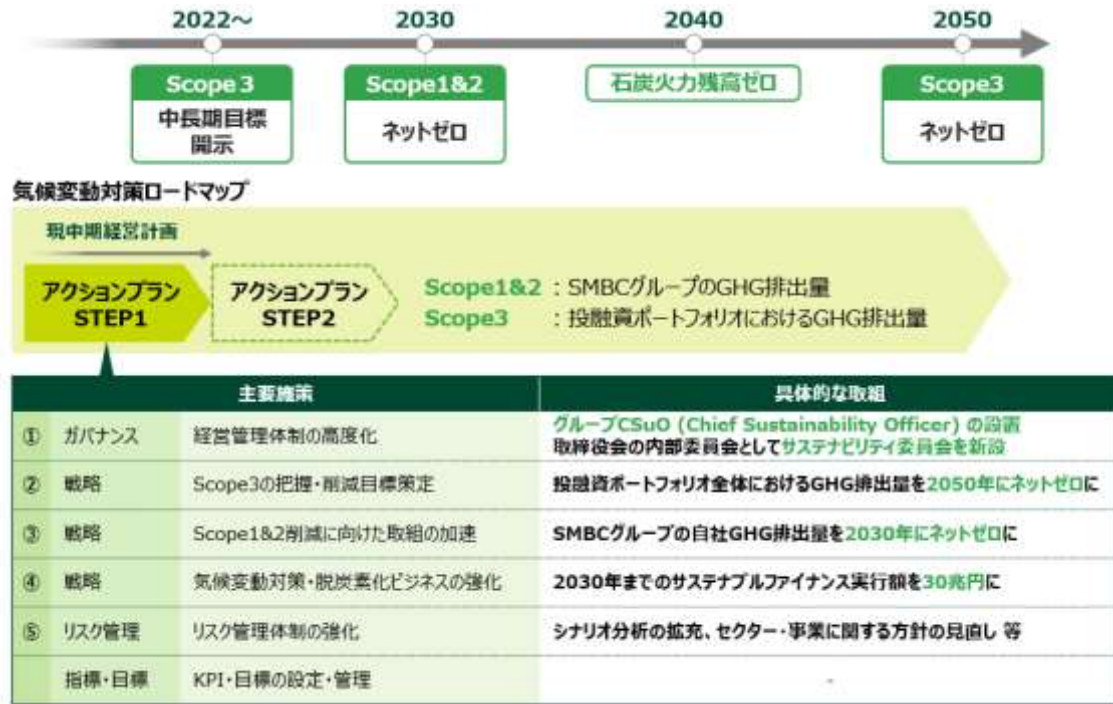 2022～ 2030 2040 2050
Scope 3 Scope1&2 石炭火力残高ゼロ Scope3
中長期目標 ネットゼロ ネットゼロ
開示
気候変動対策ロードマップ
現中期経営計画
アクションプラン アクションプラン Scope1&2 : SMBCグループのGHG排出量
STEP1 STEP2 Scope3 : 投融資ポートフォリオにおけるGHG排出量
主要施策 具体的な取組
① ガバナンス 経営管理体制の高度化 グループCSuO (Chief Sustainability Officer) の設置
取締役会の内部委員会としてサステナビリティ委員会を新設
② 戦略 Scope3の把握・削減目標策定 投融資ポートフォリオ全体におけるGHG排出量を2050年にネットゼロに
③ 戦略 Scope1&2削減に向けた取組の加速 SMBCグループの自社GHG排出量を2030年にネットゼロに
④ 戦略 気候変動対策・脱炭素化ビジネスの強化 2030年までのサステナブルファイナンス実行額を30兆円に
⑤ リスク管理 リスク管理体制の強化 シナリオ分析の拡充、セクター・事業に関する方針の見直し 等
指標・目標 KPI・目標の設定・管理 -